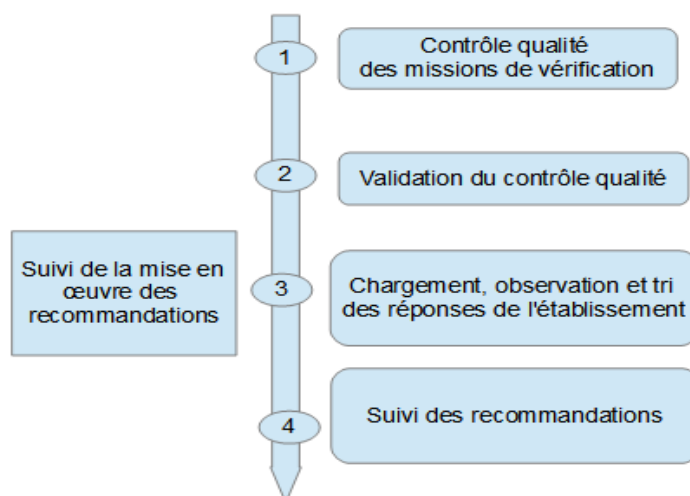 1
Contrôle qualité
des missions de vérification
2
Validation du contrôle qualité
Suivi de la mise en
œuvre des
recommandations
3
Chargement, observation et tri
des réponses de l'établissement
4
Suivi des recommandations